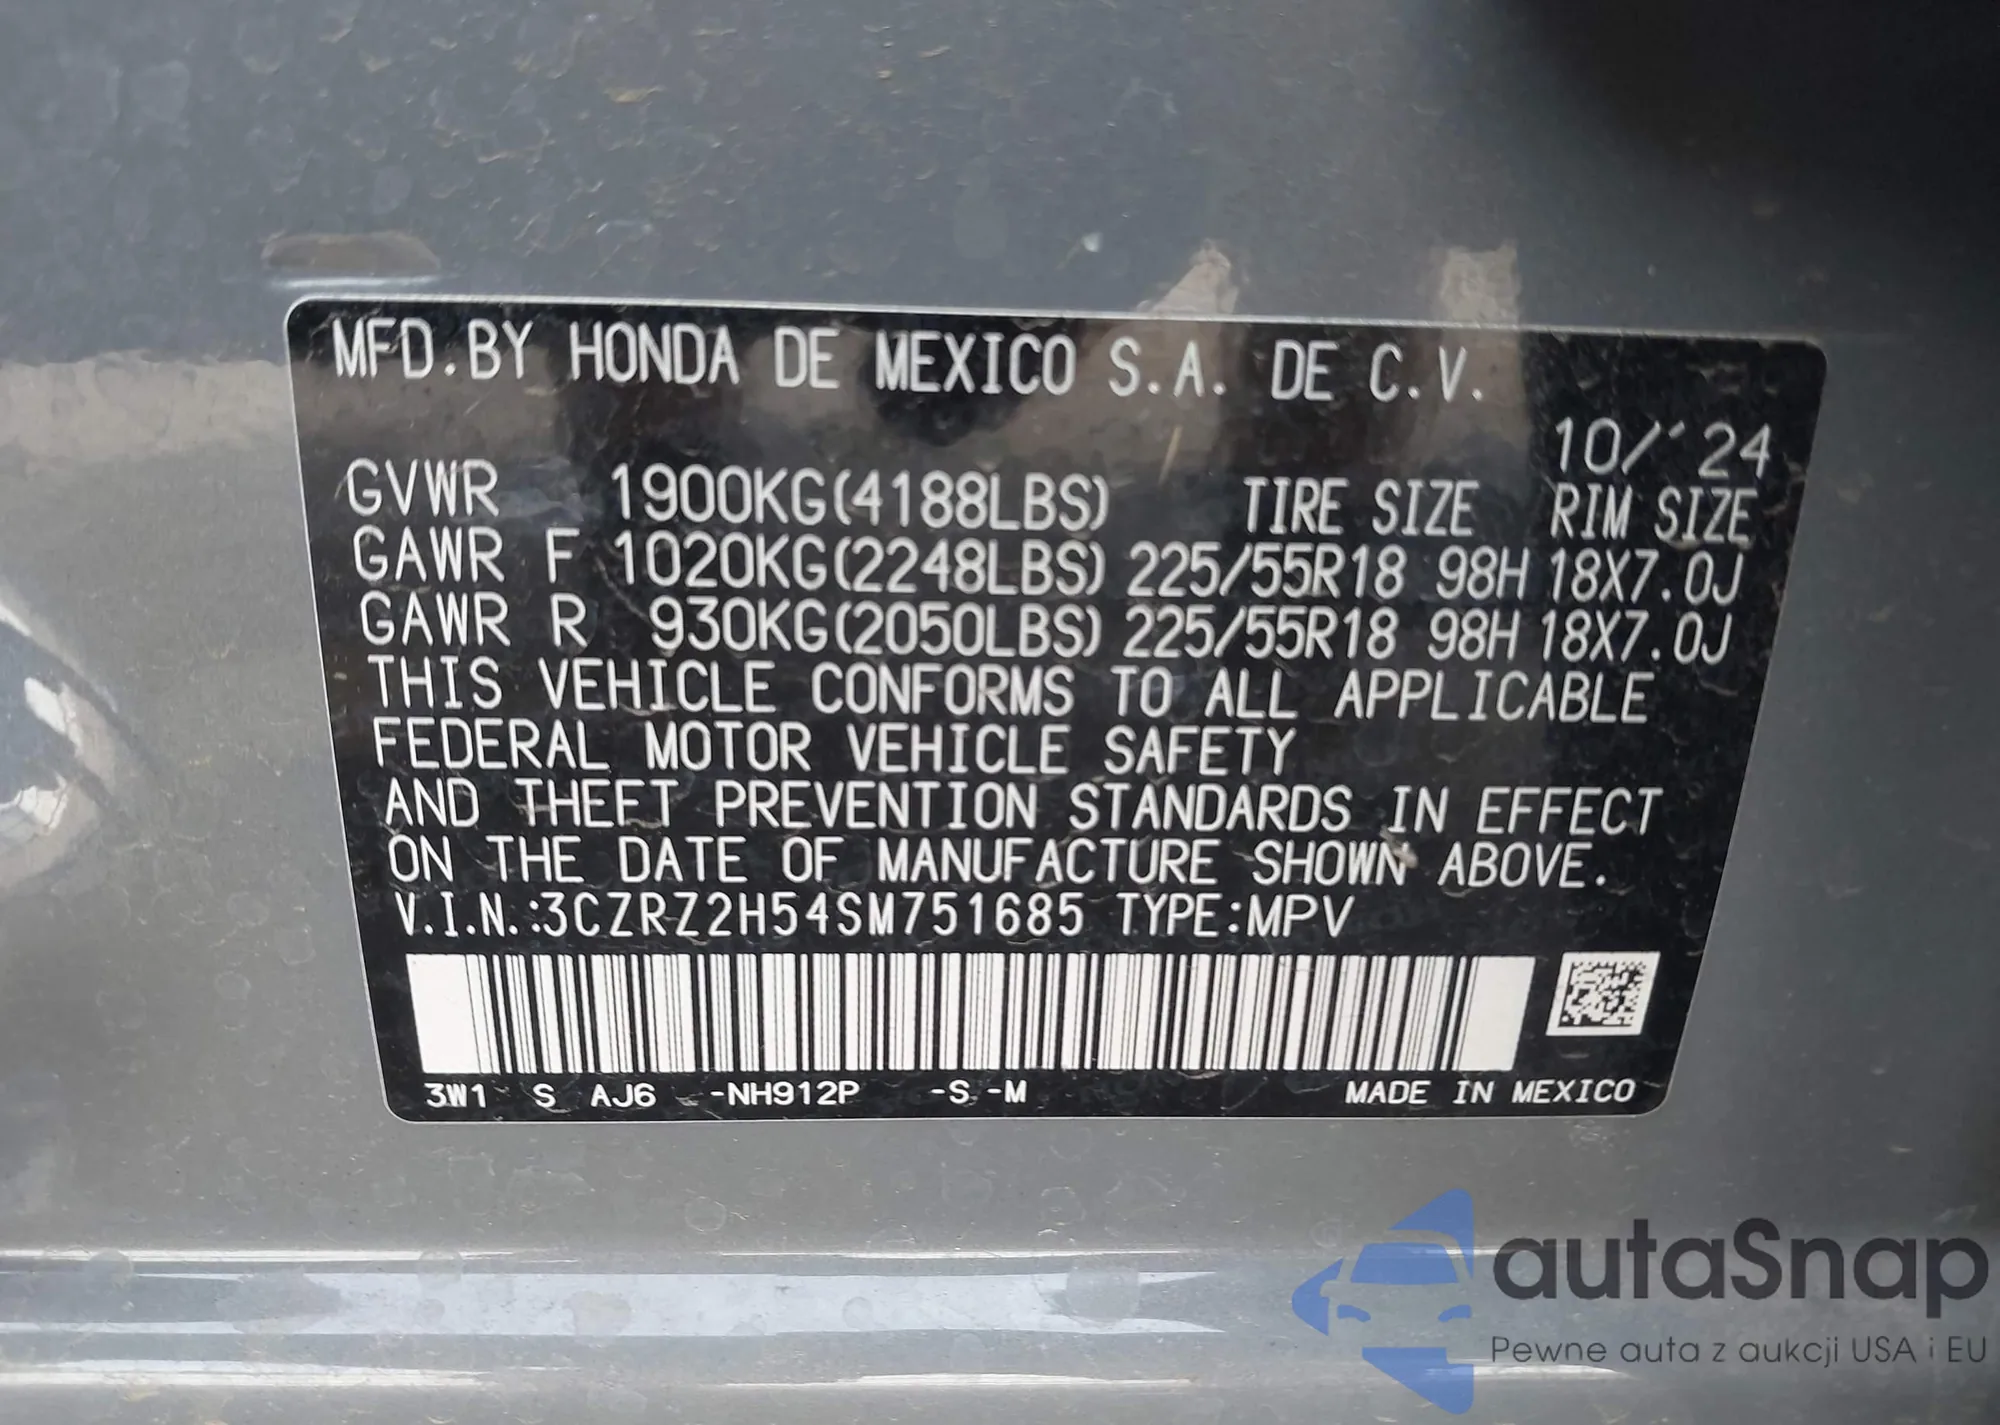 MFD.BY HONDA DE MEXICO S.A. DE C.V.
10/'24
GVWR 1900KG(4188LBS) TIRE SIZE RIM SIZE
GAWR F 1020KG(2248LBS) 225/55R18 98H 18X7.0J
GAWR R 930KG(2050LBS) 225/55R18 98H 18X7.0J
THIS VEHICLE CONFORMS TO ALL APPLICABLE
FEDERAL MOTOR VEHICLE SAFETY
AND THEFT PREVENTION STANDARDS IN EFFECT
ON THE DATE OF MANUFACTURE SHOWN ABOVE.
V.I.N.:3CZRZ2H54SM751685 TYPE:MPV
3W1 S AJ6 -NH912P -S -M MADE IN MEXICO
autaSnap
Pewne auta z aukcji USA i EU